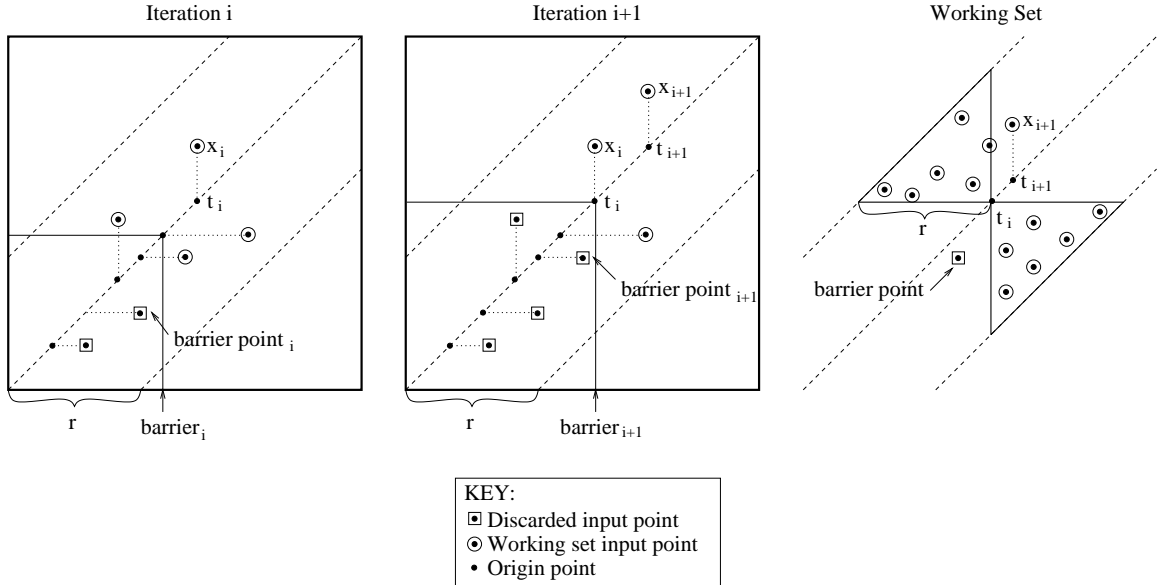 Iteration i
x i
t i
barrier point i
r
barrier i
Iteration i+1
x i+1
x i
t i+1
t i
barrier point i+1
r
barrier i+1
Working Set
x i+1
t i+1
r
t i
barrier point
KEY:
Discarded input point
Working set input point
Origin point